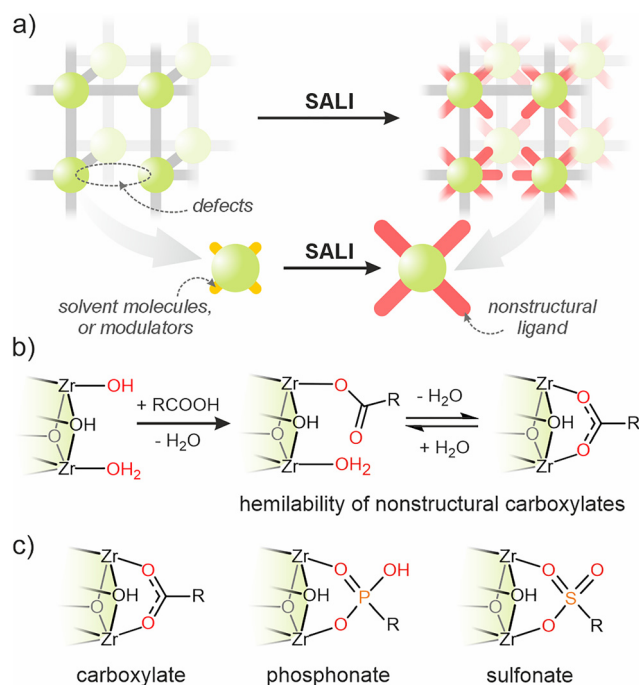 a)
SALI
defects
SALI
solvent molecules,
or modulators
nonstructural
ligand
b)
Zr OH
OH
O
Zr OH₂
+ RCOOH
- H₂O
Zr O R
OH
O O
Zr OH₂
- H₂O
+ H₂O
Zr O
OH R
O
Zr O
hemilability of nonstructural carboxylates
c)
Zr O
OH R
O
Zr O
carboxylate
Zr O OH
OH P
O
Zr O R
phosphonate
Zr O O
OH S
O
Zr O R
sulfonate